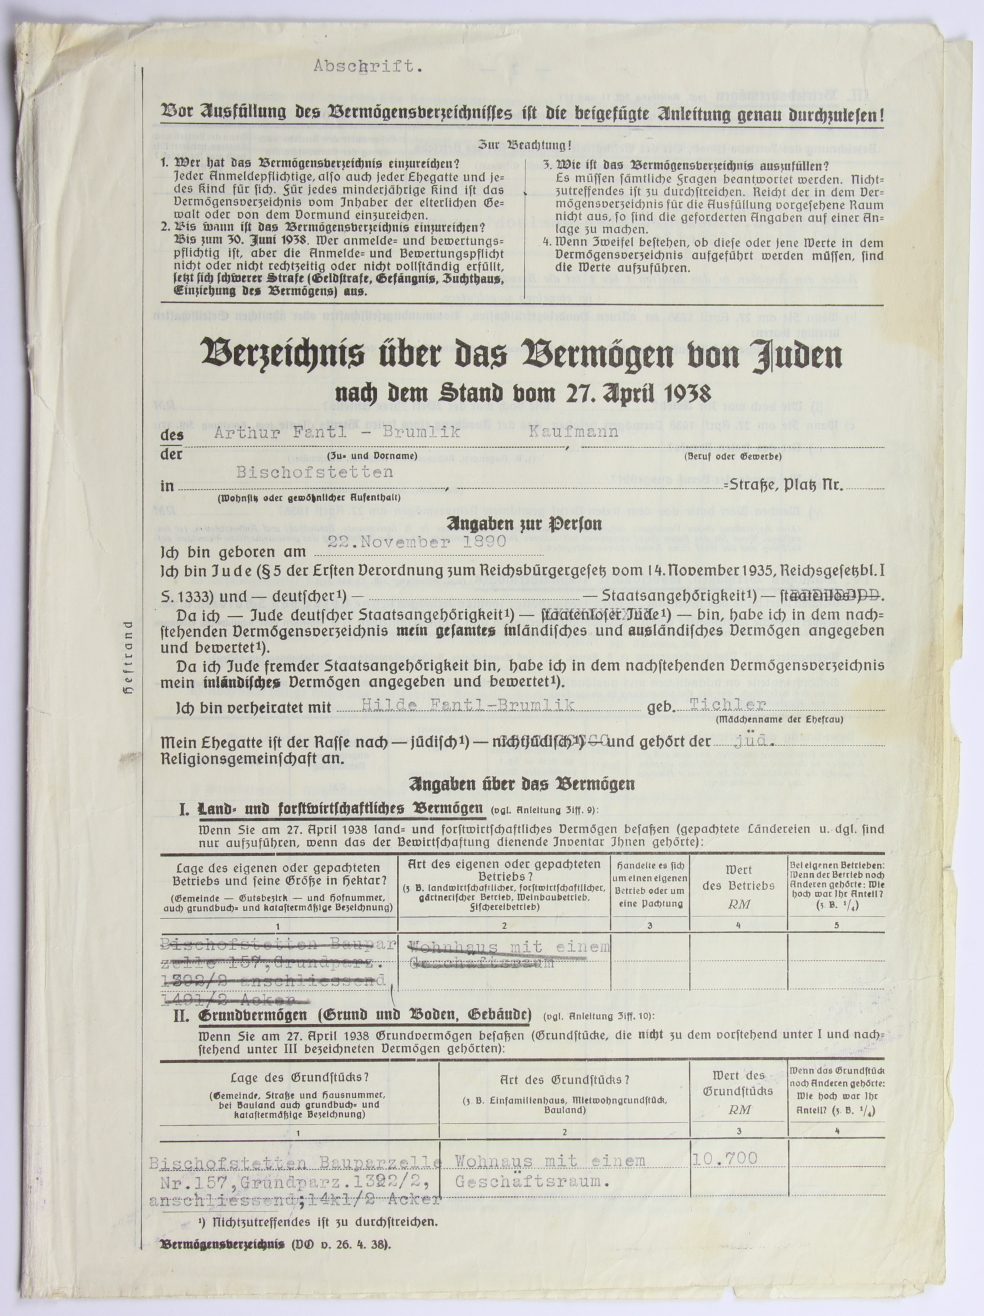 Abschrift.
Vor Ausfüllung des Vermögensverzeichnisses ist die beigefügte Anleitung genau durchzulesen!
Zur Beachtung!
1. Wer hat das Vermögensverzeichnis einzureichen?
Jeder Anmeldepflichtige, also auch jeder Ehegatte und je-
des Kind für sich. Für jedes minderjährige Kind ist das
Vermögensverzeichnis vom Inhaber der elterlichen Ge-
walt oder von dem Vormund einzureichen.
2. Bis wann ist das Vermögensverzeichnis einzureichen?
Bis zum 30. Juni 1938. Wer anmelde- und bewertungs-
pflichtig ist, aber die Anmelde- und Bewertungspflicht
nicht oder nicht rechtzeitig oder nicht vollständig erfüllt,
setzt sich schwerer Strafe (Geldstrafe, Gefängnis, Zuchthaus,
Einziehung des Vermögens) aus.
3. Wie ist das Vermögensverzeichnis auszufüllen?
Es müssen sämtliche Fragen beantwortet werden. Nicht-
zutreffendes ist zu durchstreichen. Reicht der in dem Ver-
mögensverzeichnis für die Ausfüllung vorgesehene Raum
nicht aus, so sind die geforderten Angaben auf einer An-
lage zu machen.
4. Wenn Zweifel bestehen, ob diese oder jene Werte in dem
Vermögensverzeichnis aufgeführt werden müssen, sind
die Werte aufzuführen.
Verzeichnis über das Vermögen von Juden
nach dem Stand vom 27. April 1938
des Arthur Fantl - Brumlik Kaufmann
der (Zu- und Vorname) , (Beruf oder Gewerbe)
Bischofstetten
in , -Straße, Platz Nr.
(Wohnsitz oder gewöhnlicher Aufenthalt)
Angaben zur Person
Ich bin geboren am 22.November 1890
Ich bin Jude (§ 5 der Ersten Verordnung zum Reichsbürgergesetz vom 14. November 1935, Reichsgesetzbl. I
S. 1333) und — deutscher¹) — — Staatsangehörigkeit¹) — staatenlos¹) —.
Da ich — Jude deutscher Staatsangehörigkeit¹) — staatenloser Jude¹) — bin, habe ich in dem nach-
stehenden Vermögensverzeichnis mein gesamtes inländisches und ausländisches Vermögen angegeben
und bewertet¹).
Da ich Jude fremder Staatsangehörigkeit bin, habe ich in dem nachstehenden Vermögensverzeichnis
mein inländisches Vermögen angegeben und bewertet¹).
Ich bin verheiratet mit Hilde Fantl-Brumlik geb. Tichler
(Mädchenname der Ehefrau)
Mein Ehegatte ist der Rasse nach — jüdisch¹) — nichtjüdisch¹) — und gehört der jüd.
Religionsgemeinschaft an.
Heftrand
Angaben über das Vermögen
I. Land- und forstwirtschaftliches Vermögen (vgl. Anleitung Ziff. 9):
Wenn Sie am 27. April 1938 land- und forstwirtschaftliches Vermögen besaßen (gepachtete Ländereien u. dgl. sind
nur aufzuführen, wenn das der Bewirtschaftung dienende Inventar Ihnen gehörte):
Lage des eigenen oder gepachteten
Betriebs und seine Größe in Hektar?
(Gemeinde — Gutsbezirk — und Hofnummer,
auch grundbuch- und katastermäßige Bezeichnung)
Art des eigenen oder gepachteten
Betriebs?
(z. B. landwirtschaftlicher, forstwirtschaftlicher,
gärtnerischer Betrieb, Weinbaubetrieb,
Fischereibetrieb)
Handelte es sich
um einen eigenen
Betrieb oder um
eine Pachtung
Wert
des Betriebs
RM
Bei eigenen Betrieben:
Wenn der Betrieb noch
Anderen gehörte: Wie
hoch war Ihr Anteil?
(z. B. ¹/₄)
1 2 3 4 5
Bischofstetten Baupar Wohnhaus mit einem
zelle 157,Grundparz. Geschäftsraum
1392/2 anschliessend
1491/2 Acker
II. Grundvermögen (Grund und Boden, Gebäude) (vgl. Anleitung Ziff. 10):
Wenn Sie am 27. April 1938 Grundvermögen besaßen (Grundstücke, die nicht zu dem vorstehend unter I und nach-
stehend unter III bezeichneten Vermögen gehörten):
Lage des Grundstücks?
(Gemeinde, Straße und Hausnummer,
bei Bauland auch grundbuch- und
katastermäßige Bezeichnung)
Art des Grundstücks?
(z. B. Einfamilienhaus, Mietwohngrundstück,
Bauland)
Wert des
Grundstücks
RM
Wenn das Grundstück
noch Anderen gehörte:
Wie hoch war Ihr
Anteil? (z. B. ¹/₄)
1 2 3 4
Bischofstetten Bauparzelle Wohnaus mit einem 10.700
Nr.157,Grundparz.1392/2, Geschäftsraum.
anschliessend;14k1/2 Acker
¹) Nichtzutreffendes ist zu durchstreichen.
Vermögensverzeichnis (VO v. 26. 4. 38).